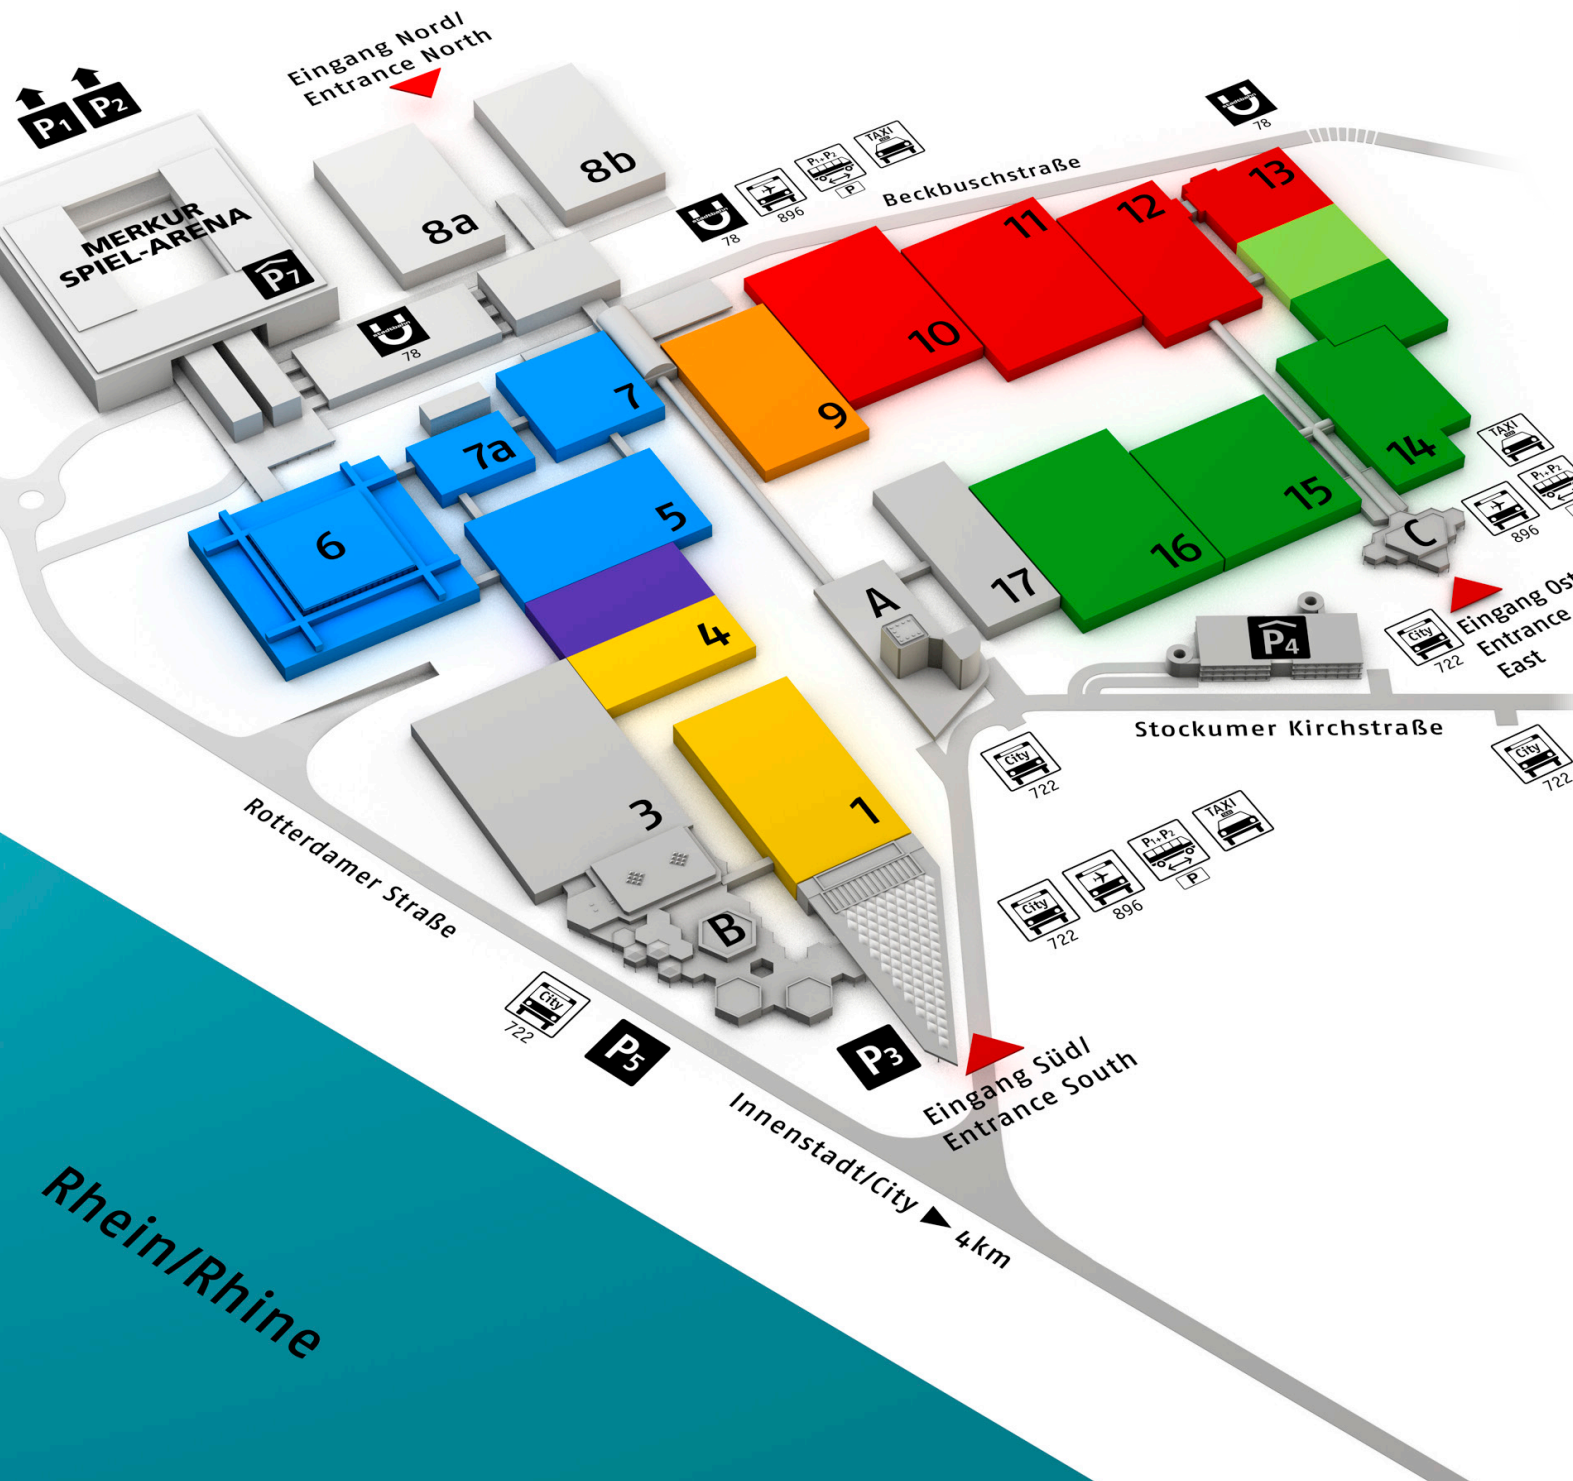 Eingang Nord/
Entrance North
P1
P2
MERKUR
SPIEL-ARENA
P7
8a
8b
78
stadtbahn
78
896
P1+P2
P
TAXI
Beckbuschstraße
78
13
12
11
10
9
7
7a
6
5
4
3
1
14
15
16
17
A
B
C
TAXI
P1+P2
896
P4
City
722
Eingang Ost
Entrance
East
Stockumer Kirchstraße
City
722
City
722
City
722
896
P1+P2
P
TAXI
Rotterdamer Straße
City
722
P5
P3
Eingang Süd/
Entrance South
Innenstadt/City 4km
Rhein/Rhine